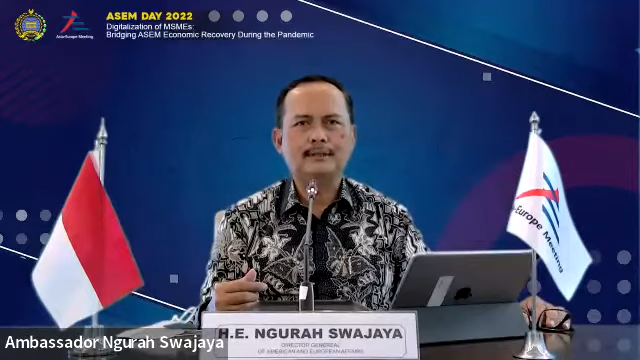 ASEM DAY 2022
Digitalization of MSMEs:
Bridging ASEM Economic Recovery During the Pandemic
Asia-Europe Meeting
Europe Meeting
H.E. NGURAH SWAJAYA
DIRECTOR GENEREAL
OF AMERICAN AND EUROPEAN AFFAIRS
Ambassador Ngurah Swajaya